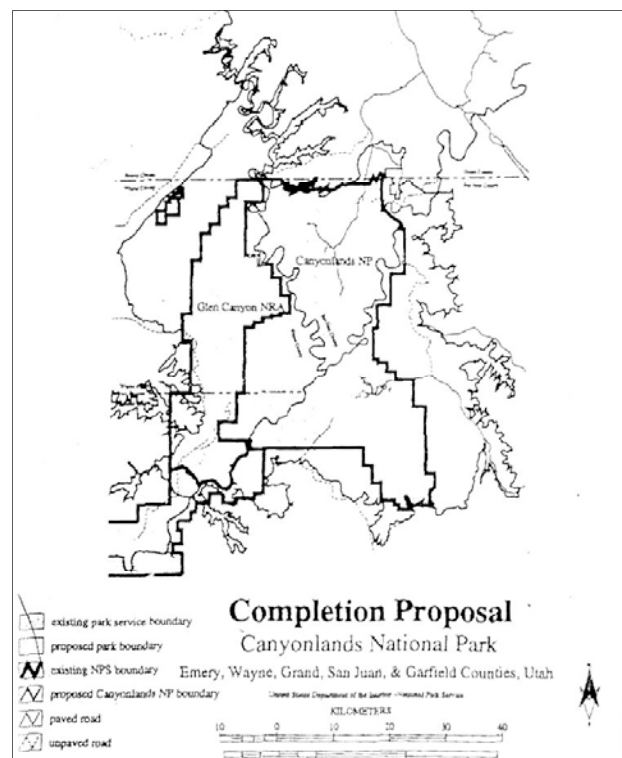 Canyonlands NP
Glen Canyon NRA
Completion Proposal
Canyonlands National Park
Emery, Wayne, Grand, San Juan, & Garfield Counties, Utah
United States Department of the Interior - National Park Service
existing park service boundary
proposed park boundary
existing NPS boundary
proposed Canyonlands NP boundary
paved road
unpaved road
KILOMETERS
10 0 10 20 30 40